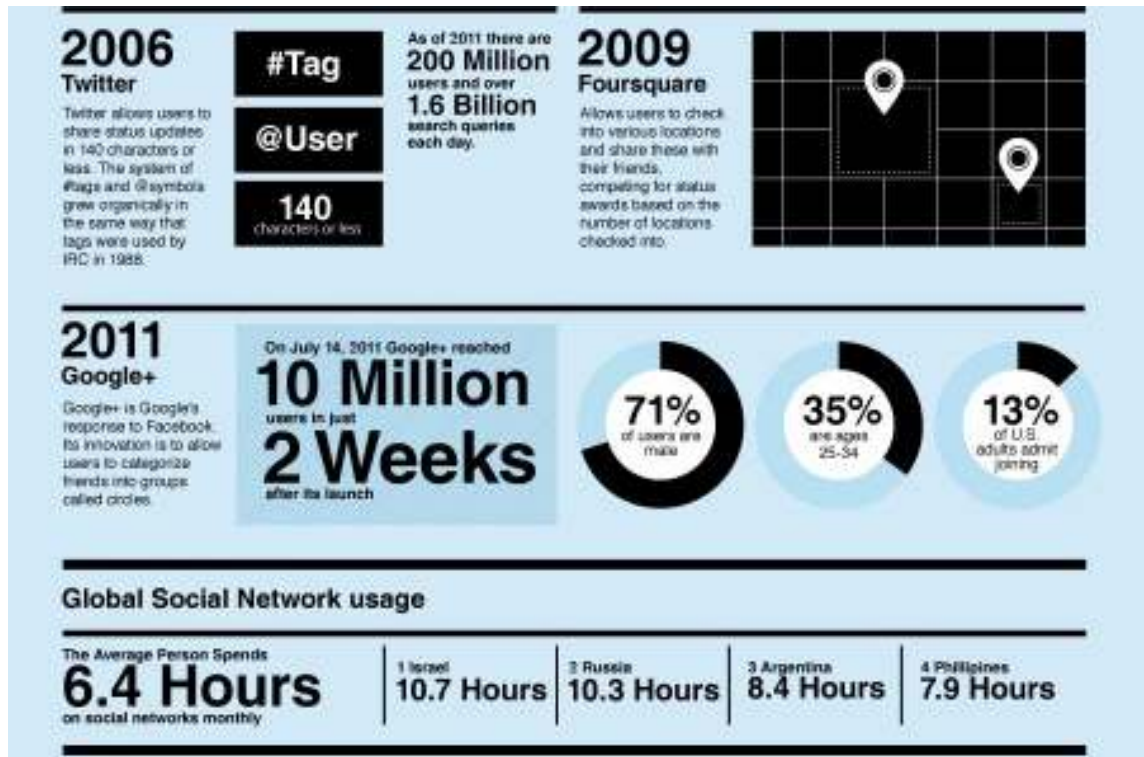 2006
Twitter
Twitter allows users to
share status updates
in 140 characters or
less. The system of
#tags and @symbols
grew organically in
the same way that
tags were used by
IRC in 1988.
#Tag
@User
140
characters or less
As of 2011 there are
200 Million
users and over
1.6 Billion
search queries
each day.
2009
Foursquare
Allows users to check
into various locations
and share these with
their friends,
competing for status
awards based on the
number of locations
checked into.
2011
Google+
Google+ is Google's
response to Facebook.
Its innovation is to allow
users to categorize
friends into groups
called circles.
On July 14, 2011 Google+ reached
10 Million
users in just
2 Weeks
after its launch
71%
of users are
male
35%
are ages
25-34
13%
of U.S.
adults admit
joining
Global Social Network usage
The Average Person Spends
6.4 Hours
on social networks monthly
1 Israel
10.7 Hours
2 Russia
10.3 Hours
3 Argentina
8.4 Hours
4 Phillipines
7.9 Hours